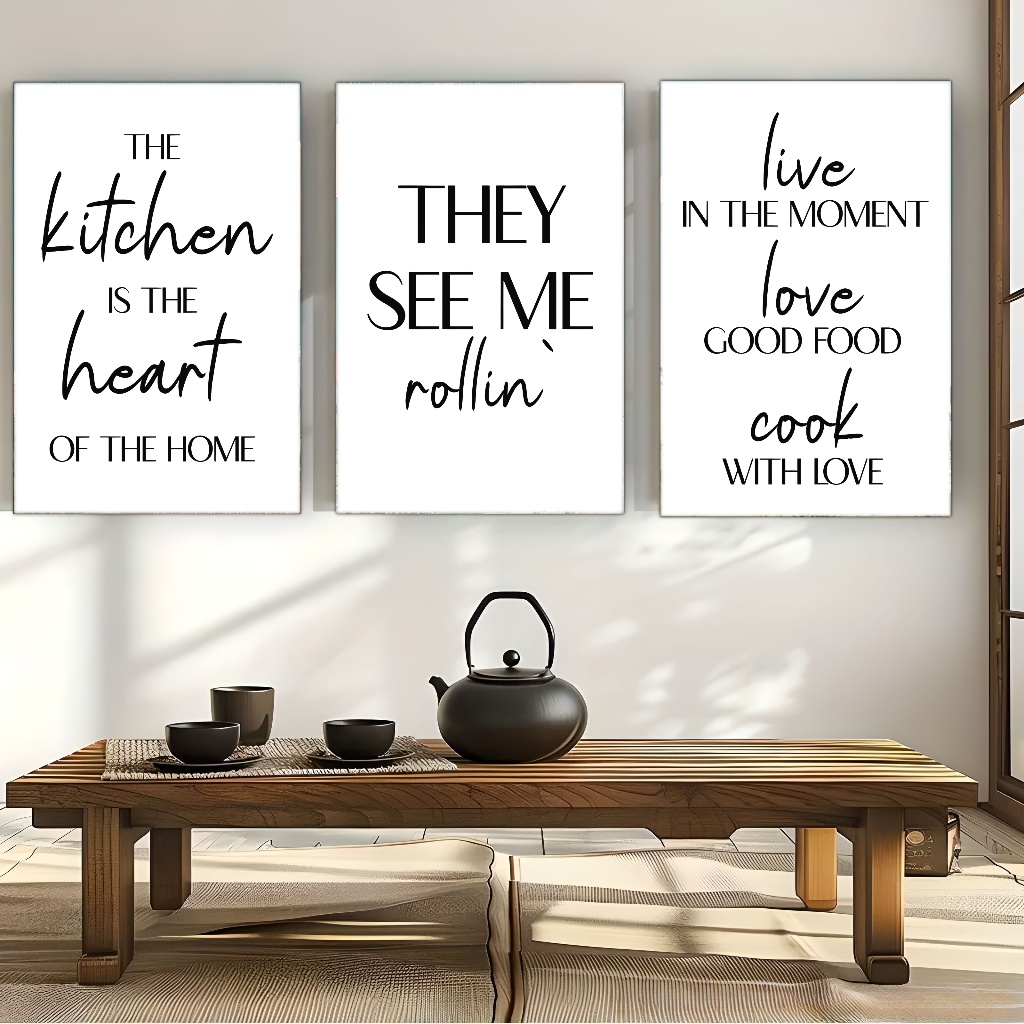 THE
kitchen
IS THE
heart
OF THE HOME
THEY
SEE ME
rollin`
live
IN THE MOMENT
love
GOOD FOOD
cook
WITH LOVE